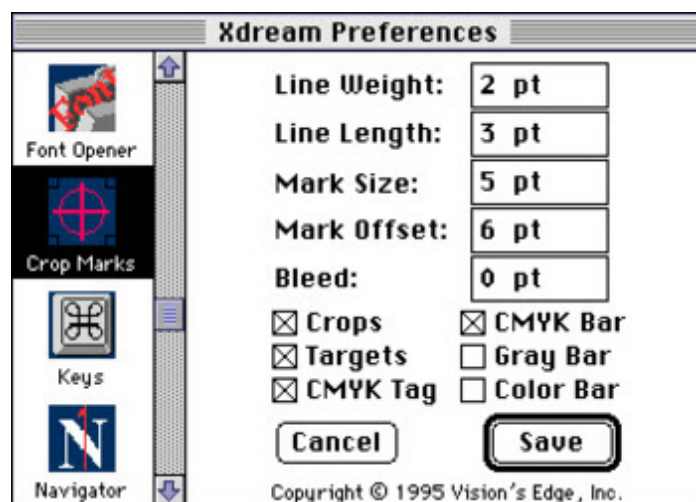 Xdream Preferences
Font
Font Opener
Crop Marks
Keys
N
Navigator
Line Weight: 2 pt
Line Length: 3 pt
Mark Size: 5 pt
Mark Offset: 6 pt
Bleed: 0 pt
Crops CMYK Bar
Targets Gray Bar
CMYK Tag Color Bar
Cancel Save
Copyright © 1995 Vision's Edge, Inc.